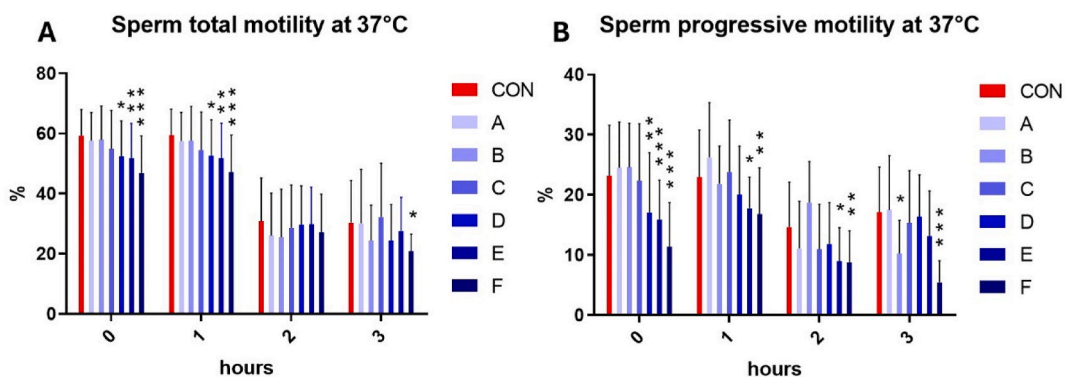 A Sperm total motility at 37°C
80
60
40
20
0
%
* ** ***
* ** ***
*
0 1 2 3
hours
CON
A
B
C
D
E
F
B Sperm progressive motility at 37°C
40
30
20
10
0
%
** *** ***
* **
* **
* ***
0 1 2 3
hours
CON
A
B
C
D
E
F